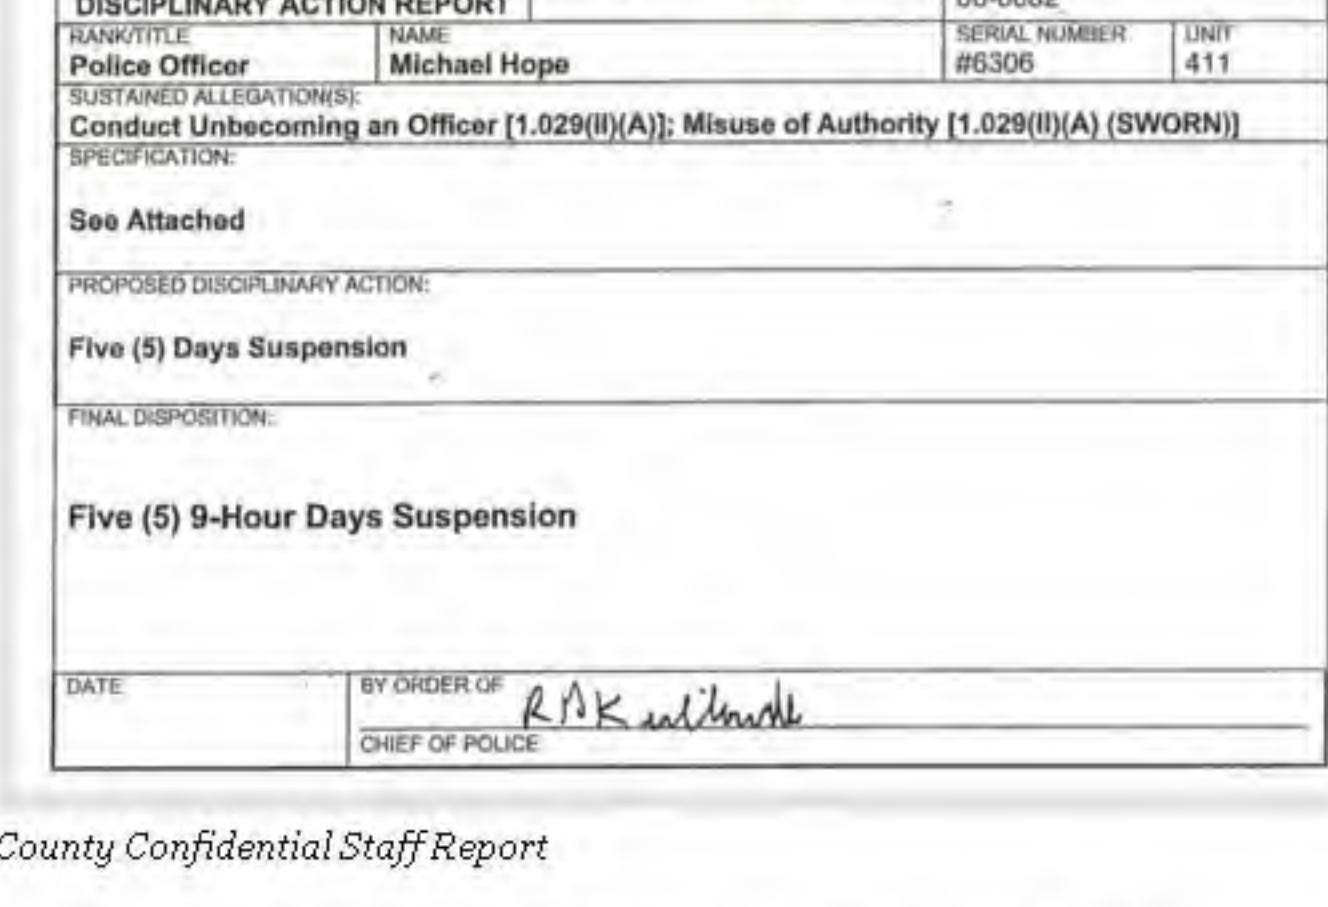 DISCIPLINARY ACTION REPORT
RANK/TITLE NAME SERIAL NUMBER UNIT
Police Officer Michael Hope #6306 411
SUSTAINED ALLEGATION(S):
Conduct Unbecoming an Officer [1.029(II)(A)]; Misuse of Authority [1.029(II)(A) (SWORN)]
SPECIFICATION:
See Attached
PROPOSED DISCIPLINARY ACTION:
Five (5) Days Suspension
FINAL DISPOSITION:
Five (5) 9-Hour Days Suspension
DATE BY ORDER OF
CHIEF OF POLICE
County Confidential Staff Report